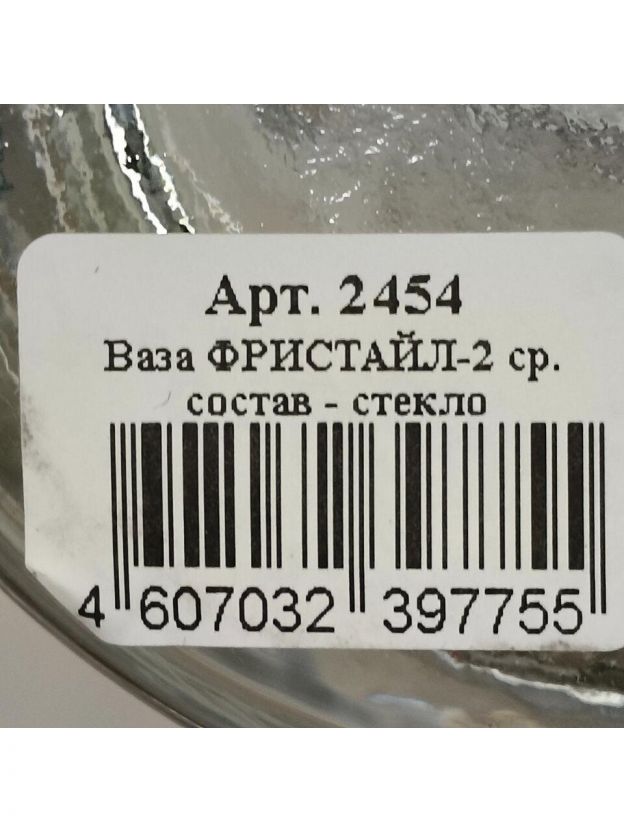 Арт. 2454
Ваза ФРИСТАЙЛ-2 ср.
состав - стекло
4 607032 397755